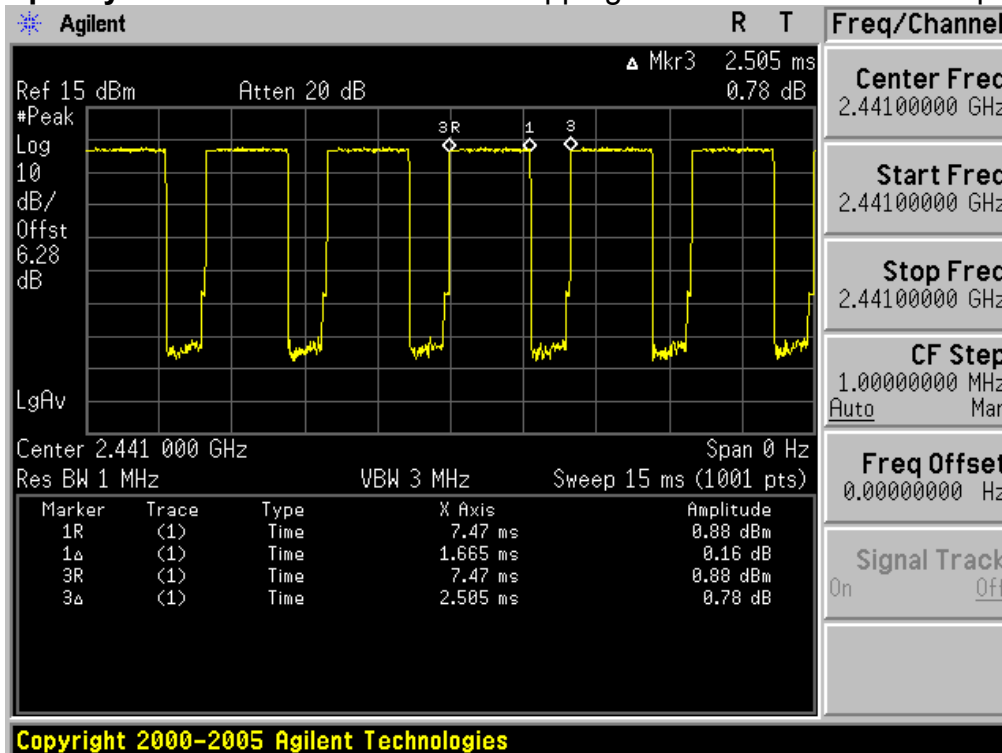 Agilent R T Freq/Channel
Δ Mkr3 2.505 ms
Ref 15 dBm Atten 20 dB 0.78 dB
#Peak
Log
10
dB/
Offst
6.28
dB
3R 1 3
LgAv
Center 2.441 000 GHz Span 0 Hz
Res BW 1 MHz VBW 3 MHz Sweep 15 ms (1001 pts)
Marker Trace Type X Axis Amplitude
1R (1) Time 7.47 ms 0.88 dBm
1Δ (1) Time 1.665 ms 0.16 dB
3R (1) Time 7.47 ms 0.88 dBm
3Δ (1) Time 2.505 ms 0.78 dB
Center Freq
2.44100000 GHz
Start Freq
2.44100000 GHz
Stop Freq
2.44100000 GHz
CF Step
1.00000000 MHz
Auto Man
Freq Offset
0.00000000 Hz
Signal Track
On Off
Copyright 2000-2005 Agilent Technologies